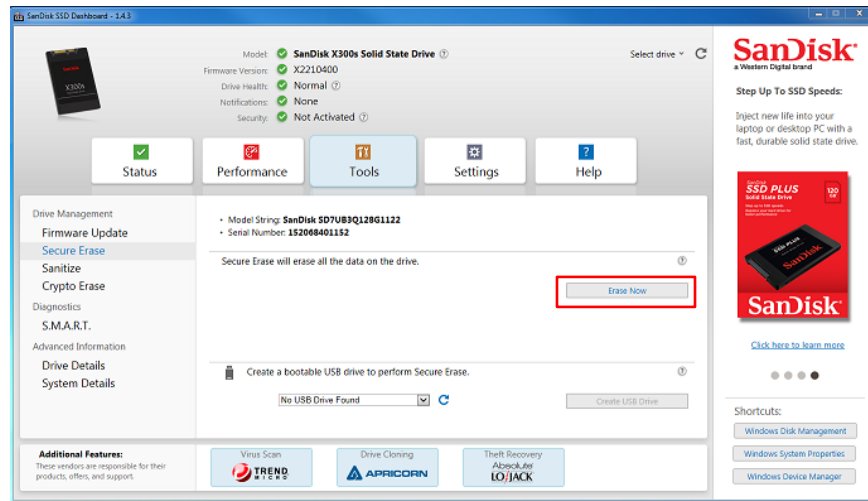 SanDisk SSD Dashboard - 1.4.3
Model: SanDisk X300s Solid State Drive ?
Firmware Version: X2210400
Drive Health: Normal ?
Notifications: None
Security: Not Activated ?
Select drive
SanDisk
X300s
Status
Performance
Tools
Settings
Help
Drive Management
Firmware Update
Secure Erase
Sanitize
Crypto Erase
Diagnostics
S.M.A.R.T.
Advanced Information
Drive Details
System Details
• Model String: SanDisk SD7UB3Q128G1122
• Serial Number: 152068401152
Secure Erase will erase all the data on the drive. ?
Erase Now
Create a bootable USB drive to perform Secure Erase. ?
No USB Drive Found
Create USB Drive
Additional Features:
These vendors are responsible for their
products, offers, and support.
Virus Scan
TREND
MICRO
Drive Cloning
APRICORN
Theft Recovery
Absolute
LOJACK
SanDisk
a Western Digital brand
Step Up To SSD Speeds:
Inject new life into your
laptop or desktop PC with a
fast, durable solid state drive.
SanDisk
SSD PLUS
Solid State Drive
120
GB
SSD PLUS
SanDisk
SanDisk
Click here to learn more
Shortcuts:
Windows Disk Management
Windows System Properties
Windows Device Manager